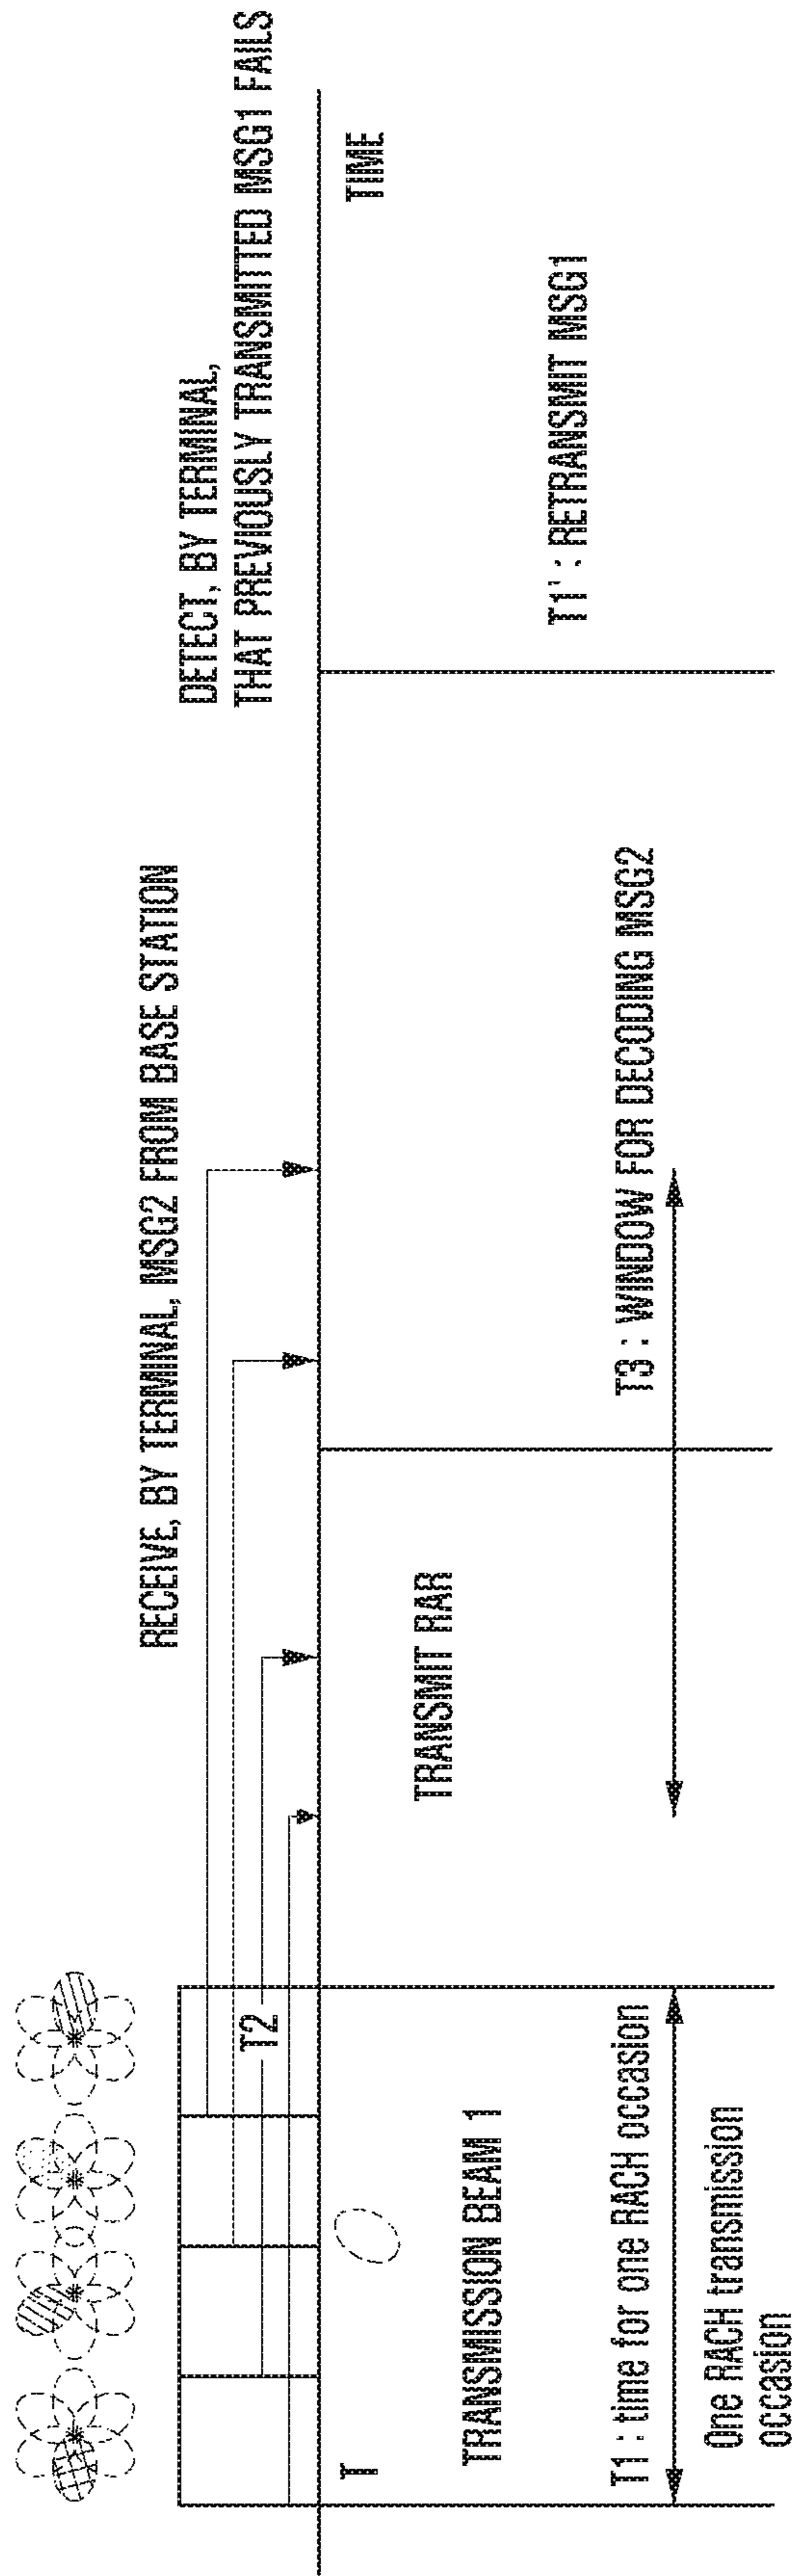 RECEIVE, BY TERMINAL, MSG2 FROM BASE STATION
DETECT, BY TERMINAL,
THAT PREVIOUSLY TRANSMITTED MSG1 FAILS
T2
T
TIME
TRANSMISSION BEAM 1
TRANSMIT RAR
T1' : RETRANSMIT MSG1
T1 : time for one RACH occasion
T3 : WINDOW FOR DECODING MSG2
One RACH transmission
occasion